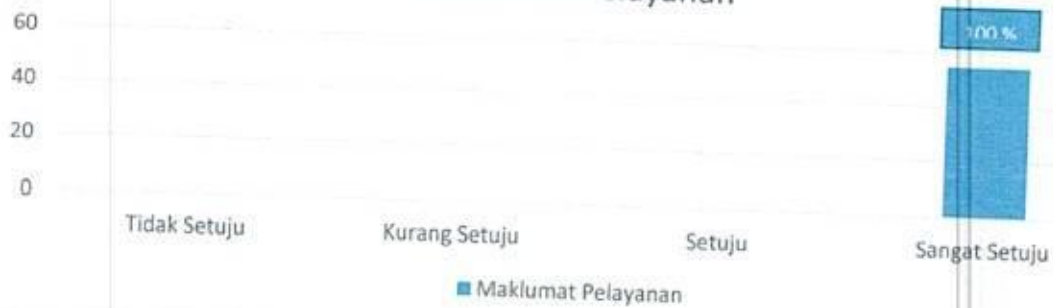 60
100 %
40
20
0
Tidak Setuju
Kurang Setuju
Setuju
Sangat Setuju
Maklumat Pelayanan